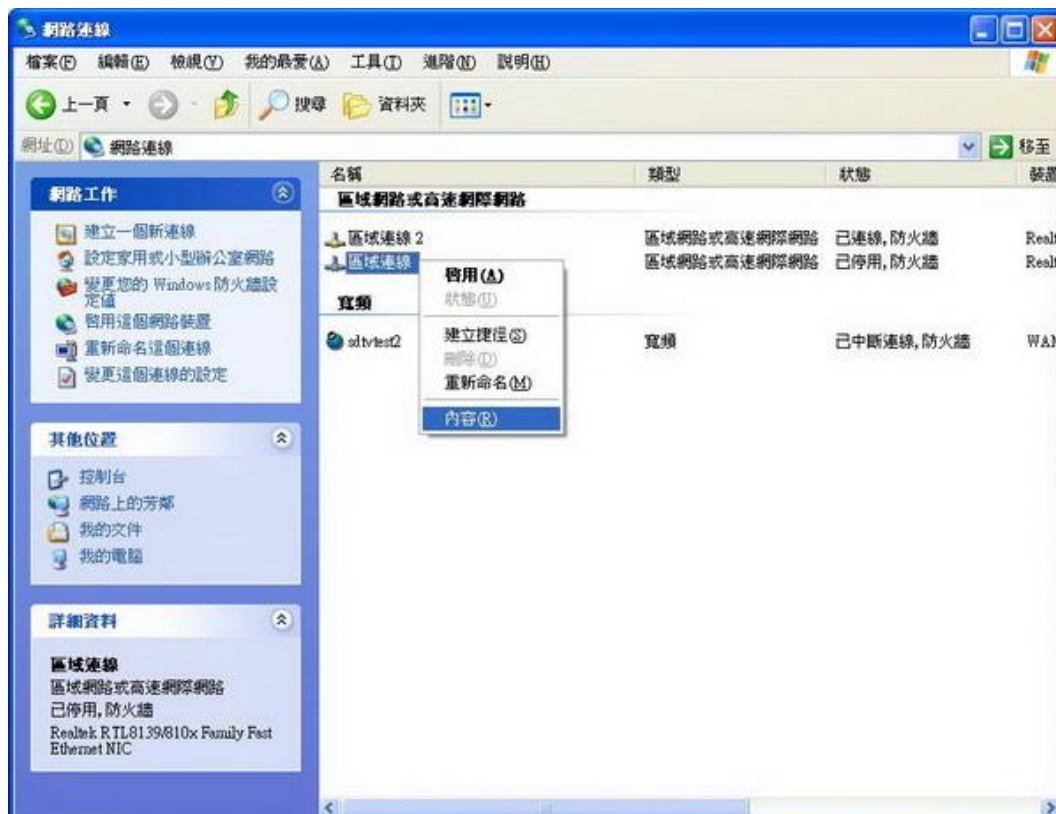 網路連線
檔案(F) 編輯(E) 檢視(V) 我的最愛(A) 工具(T) 進階(N) 說明(H)
上一頁 搜尋 資料夾
網址(D) 網路連線 移至
名稱 類型 狀態 裝置
網路工作
建立一個新連線
設定家用或小型辦公室網路
變更您的 Windows 防火牆設
定值
啓用這個網路裝置
重新命名這個連線
變更這個連線的設定
其他位置
控制台
網路上的芳鄰
我的文件
我的電腦
詳細資料
區域連線
區域網路或高速網際網路
已停用, 防火牆
Realtek RTL8139/810x Family Fast
Ethernet NIC
區域網路或高速網際網路
區域連線 2 區域網路或高速網際網路 已連線, 防火牆 Realt
區域連線 區域網路或高速網際網路 已停用, 防火牆 Realt
寬頻
sdtvtest2 寬頻 已中斷連線, 防火牆 WAN
啓用(A)
狀態(U)
建立捷徑(S)
刪除(D)
重新命名(M)
內容(R)